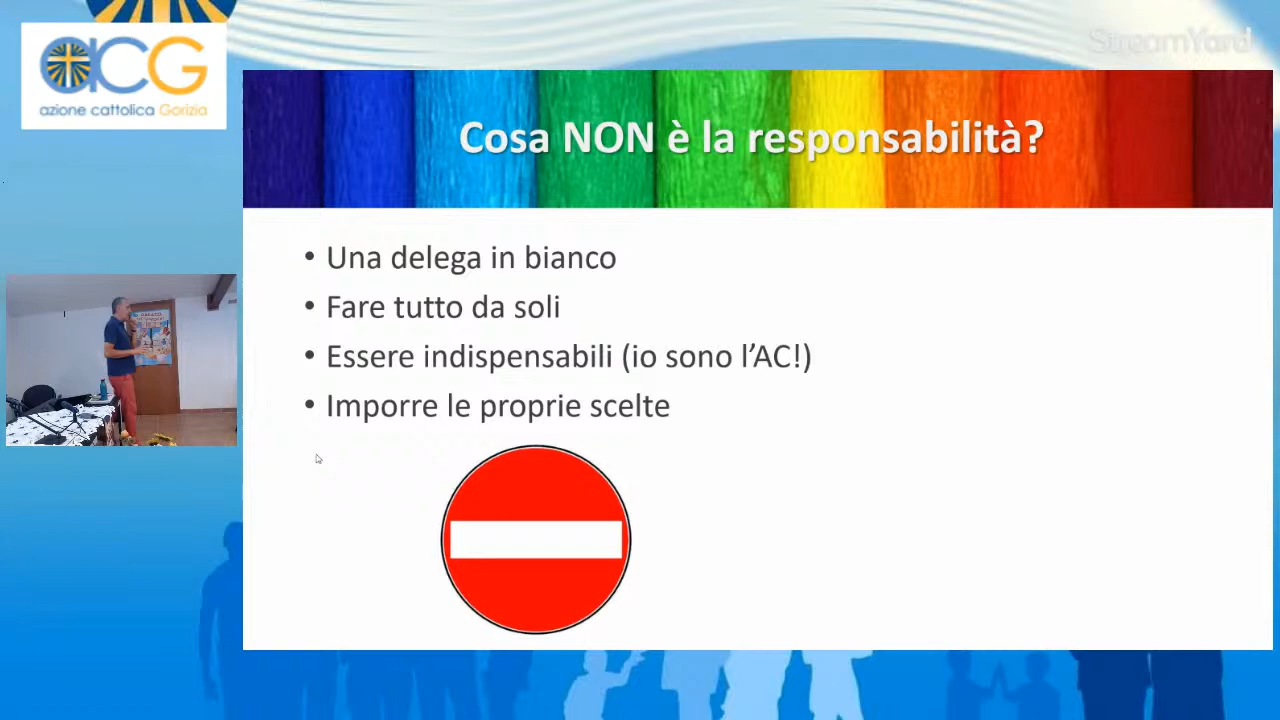 aCG
azione cattolica Gorizia
StreamYard
Cosa NON è la responsabilità?
• Una delega in bianco
• Fare tutto da soli
• Essere indispensabili (io sono l’AC!)
• Imporre le proprie scelte